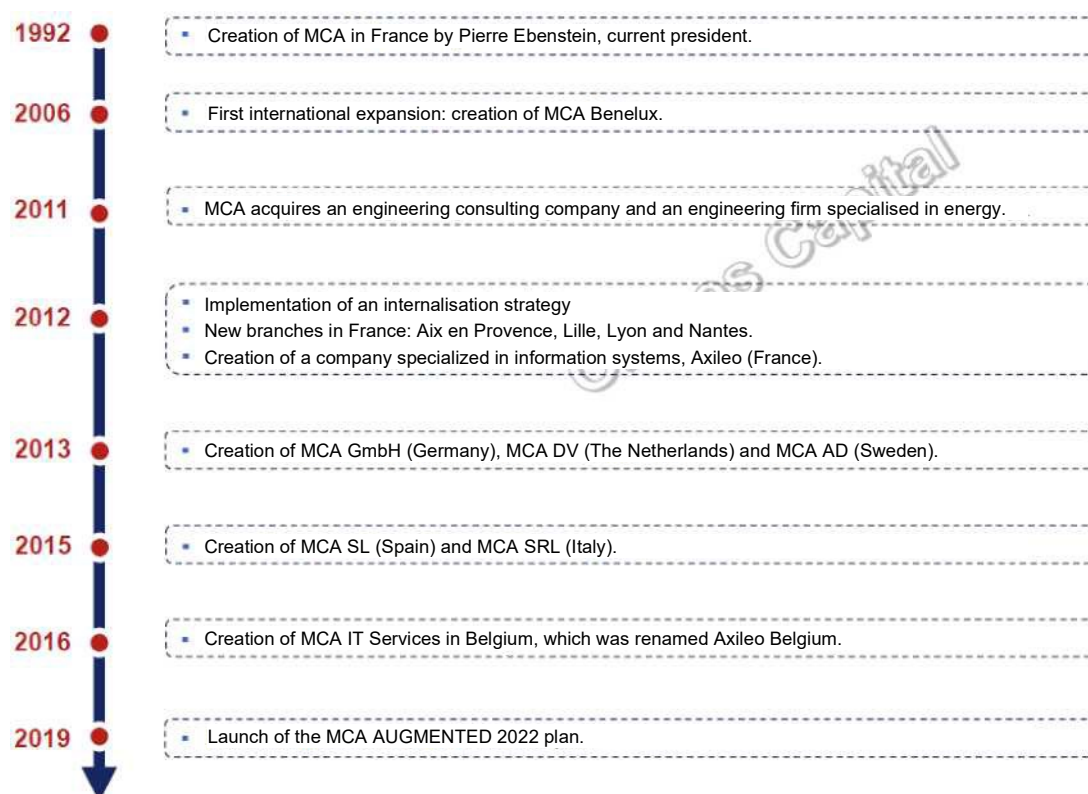 1992
▪ Creation of MCA in France by Pierre Ebenstein, current president.
2006
▪ First international expansion: creation of MCA Benelux.
2011
▪ MCA acquires an engineering consulting company and an engineering firm specialised in energy.
2012
▪ Implementation of an internalisation strategy
▪ New branches in France: Aix en Provence, Lille, Lyon and Nantes.
▪ Creation of a company specialized in information systems, Axileo (France).
2013
▪ Creation of MCA GmbH (Germany), MCA DV (The Netherlands) and MCA AD (Sweden).
2015
▪ Creation of MCA SL (Spain) and MCA SRL (Italy).
2016
▪ Creation of MCA IT Services in Belgium, which was renamed Axileo Belgium.
2019
▪ Launch of the MCA AUGMENTED 2022 plan.
Capital